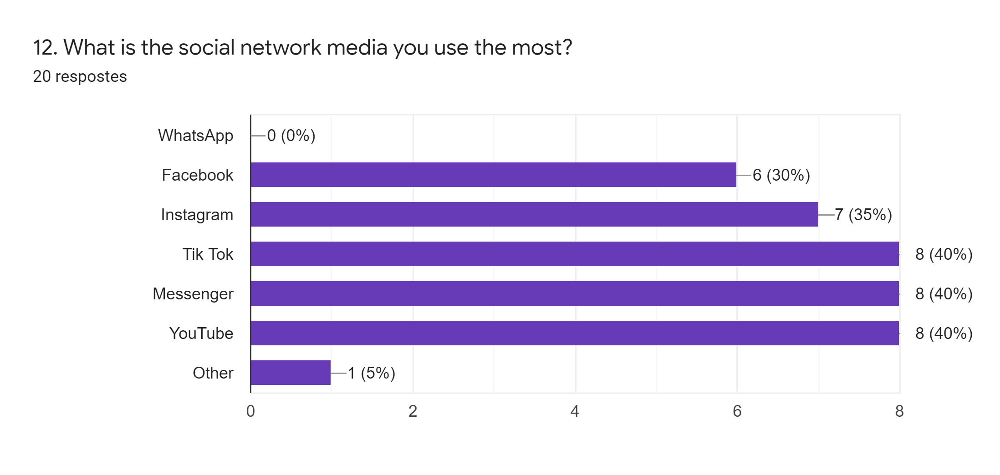 12. What is the social network media you use the most?
20 respostes
WhatsApp 0 (0%)
Facebook 6 (30%)
Instagram 7 (35%)
Tik Tok 8 (40%)
Messenger 8 (40%)
YouTube 8 (40%)
Other 1 (5%)
0 2 4 6 8